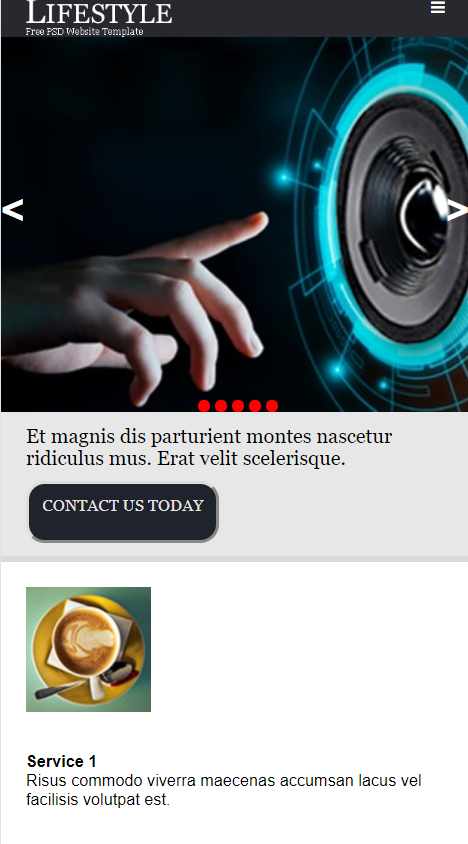 LIFESTYLE
Free PSD Website Template
< >
Et magnis dis parturient montes nascetur
ridiculus mus. Erat velit scelerisque.
CONTACT US TODAY
Service 1
Risus commodo viverra maecenas accumsan lacus vel
facilisis volutpat est.